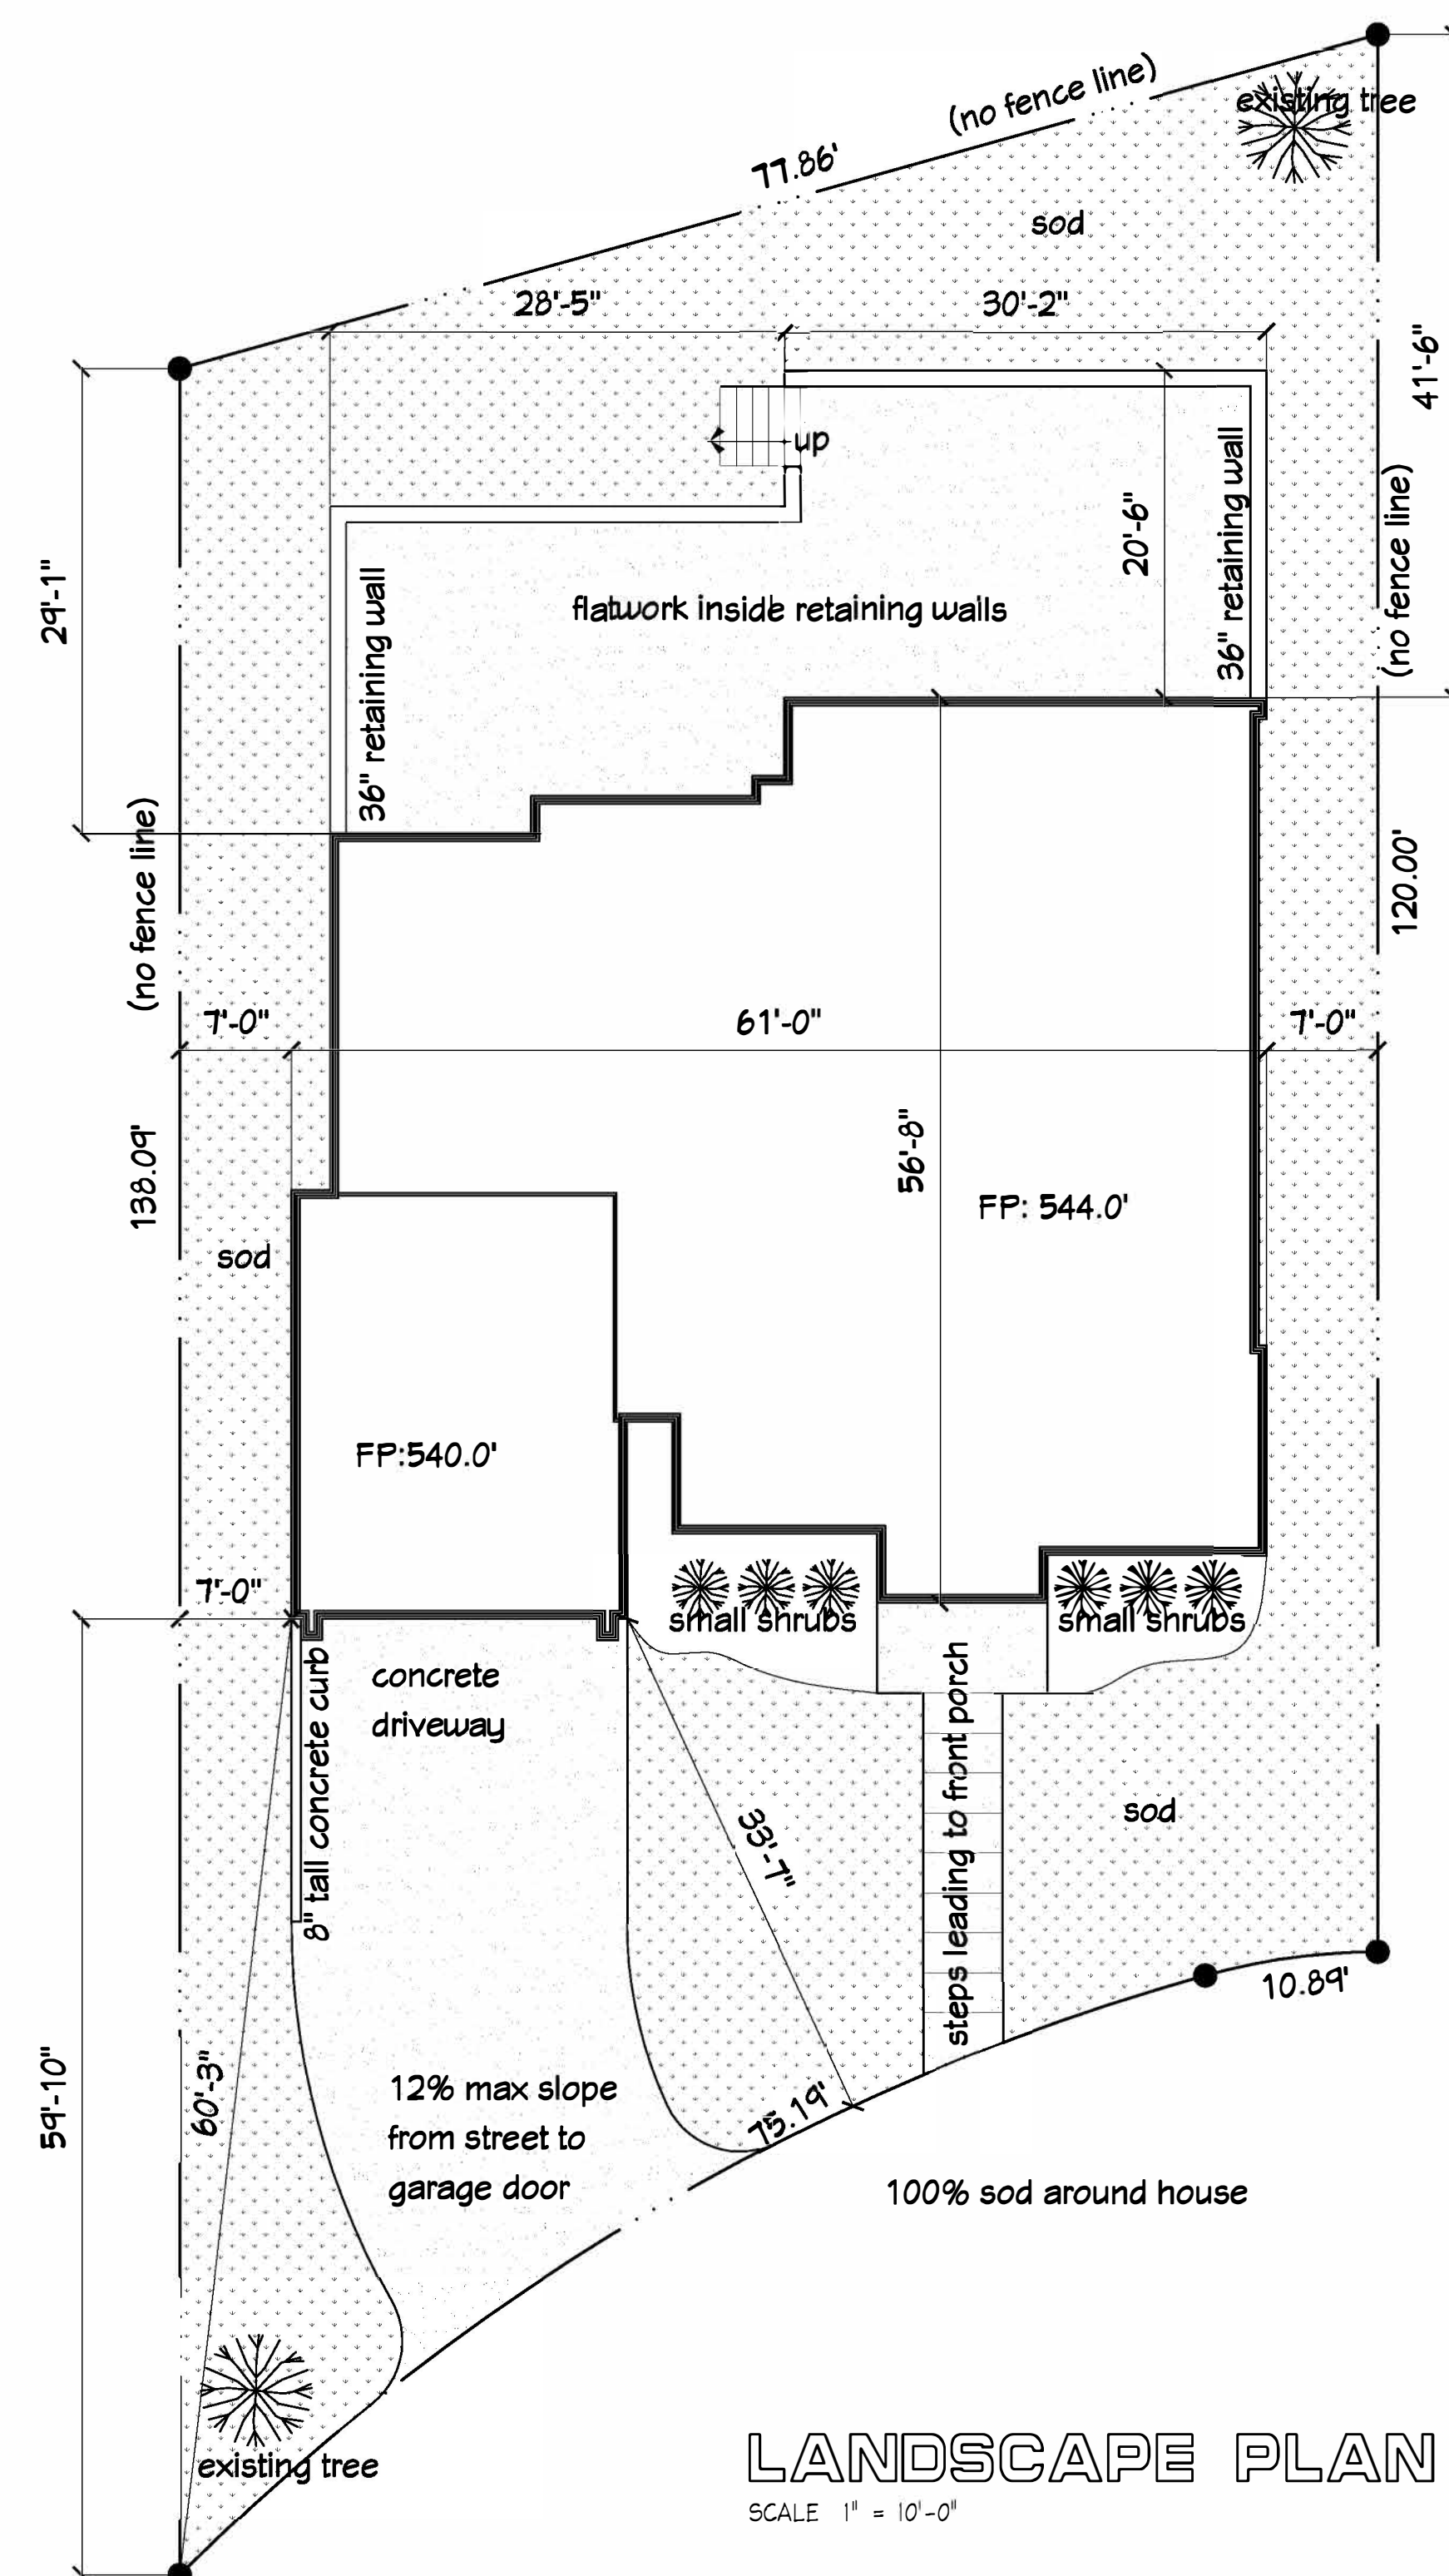 existing tree
(no fence line)
77.86'
sod
28'-5"
30'-2"
41'-6"
up
36" retaining wall
20'-6"
(no fence line)
29'-1"
flatwork inside retaining walls
36" retaining wall
(no fence line)
120.00'
7'-0"
61'-0"
7'-0"
138.09'
56'-8"
FP: 544.0'
sod
FP:540.0'
7'-0"
small shrubs
small shrubs
8" tall concrete curb
concrete
driveway
steps leading to front porch
33'-7"
sod
10.89'
59'-10"
60'-3"
12% max slope
from street to
garage door
75.19'
100% sod around house
existing tree
LANDSCAPE PLAN
SCALE 1" = 10'-0"